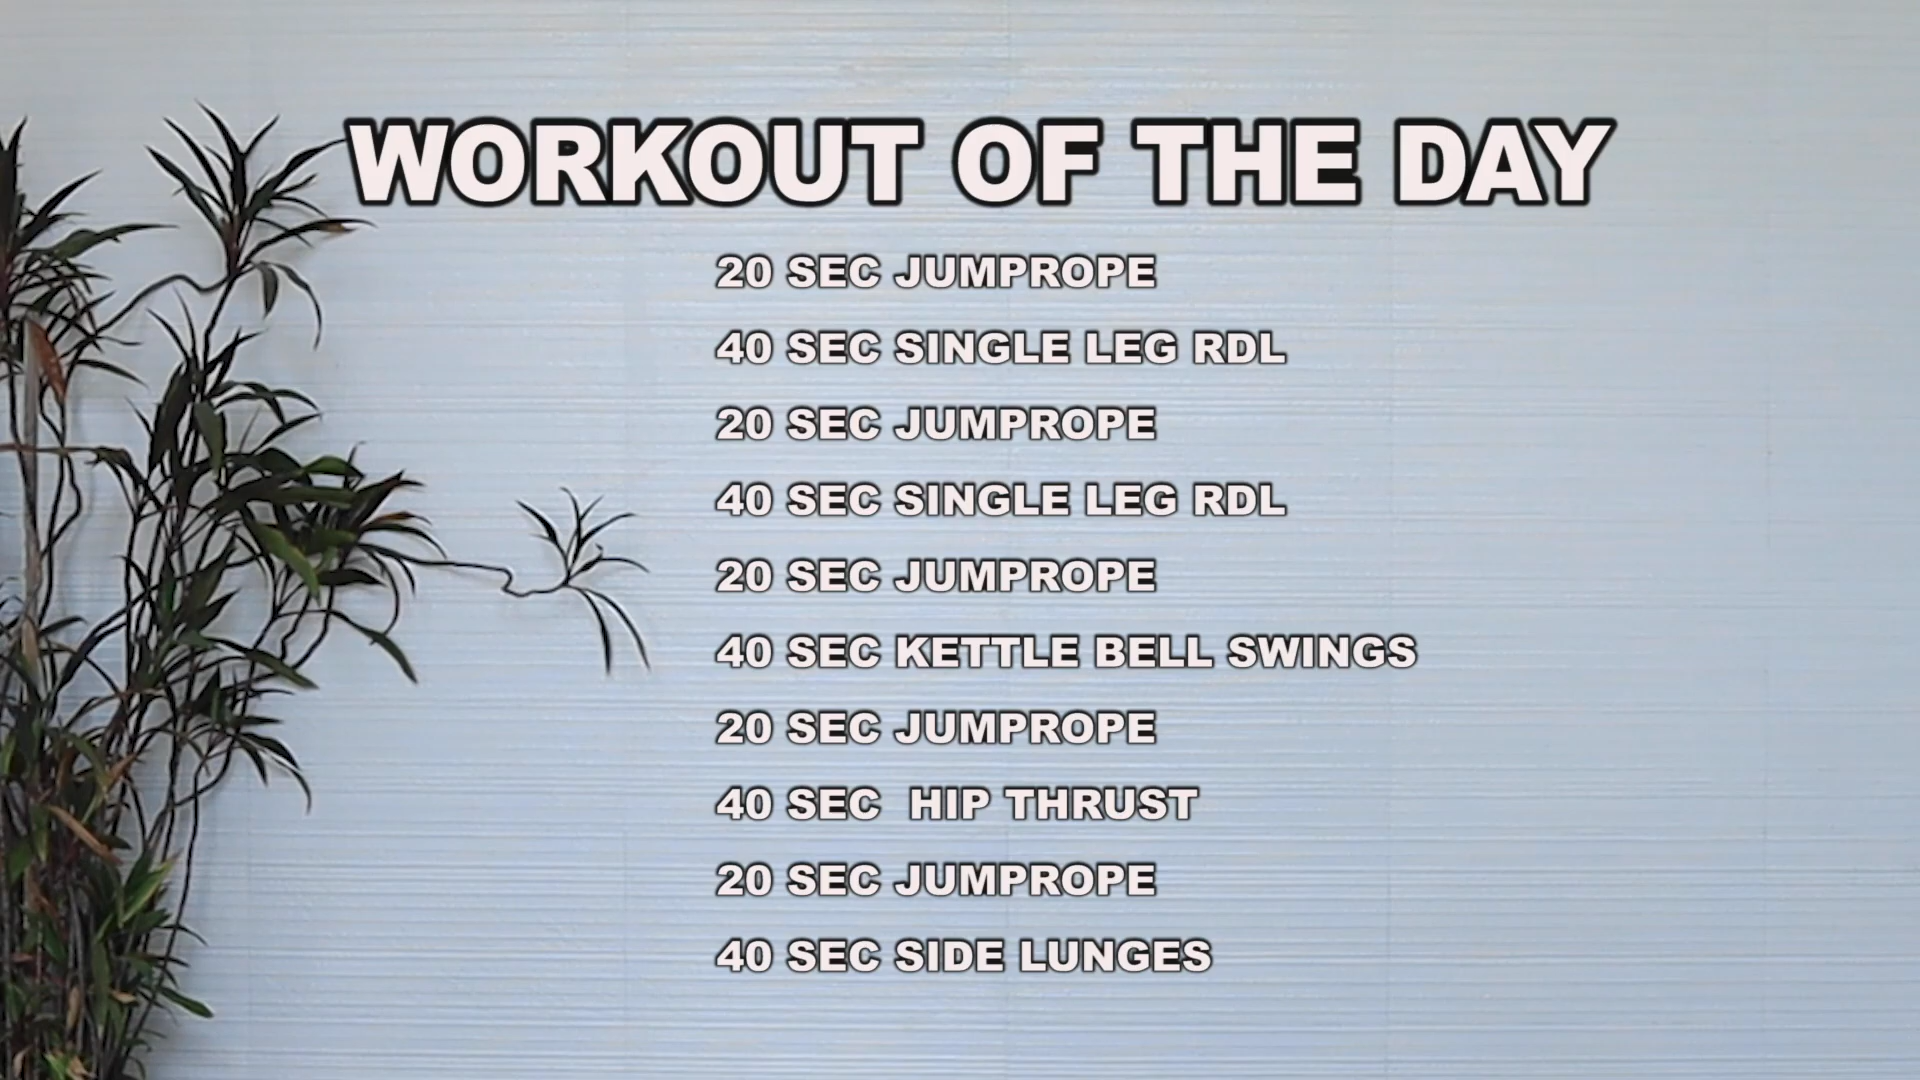 WORKOUT OF THE DAY
20 SEC JUMPROPE
40 SEC SINGLE LEG RDL
20 SEC JUMPROPE
40 SEC SINGLE LEG RDL
20 SEC JUMPROPE
40 SEC KETTLE BELL SWINGS
20 SEC JUMPROPE
40 SEC  HIP THRUST
20 SEC JUMPROPE
40 SEC SIDE LUNGES